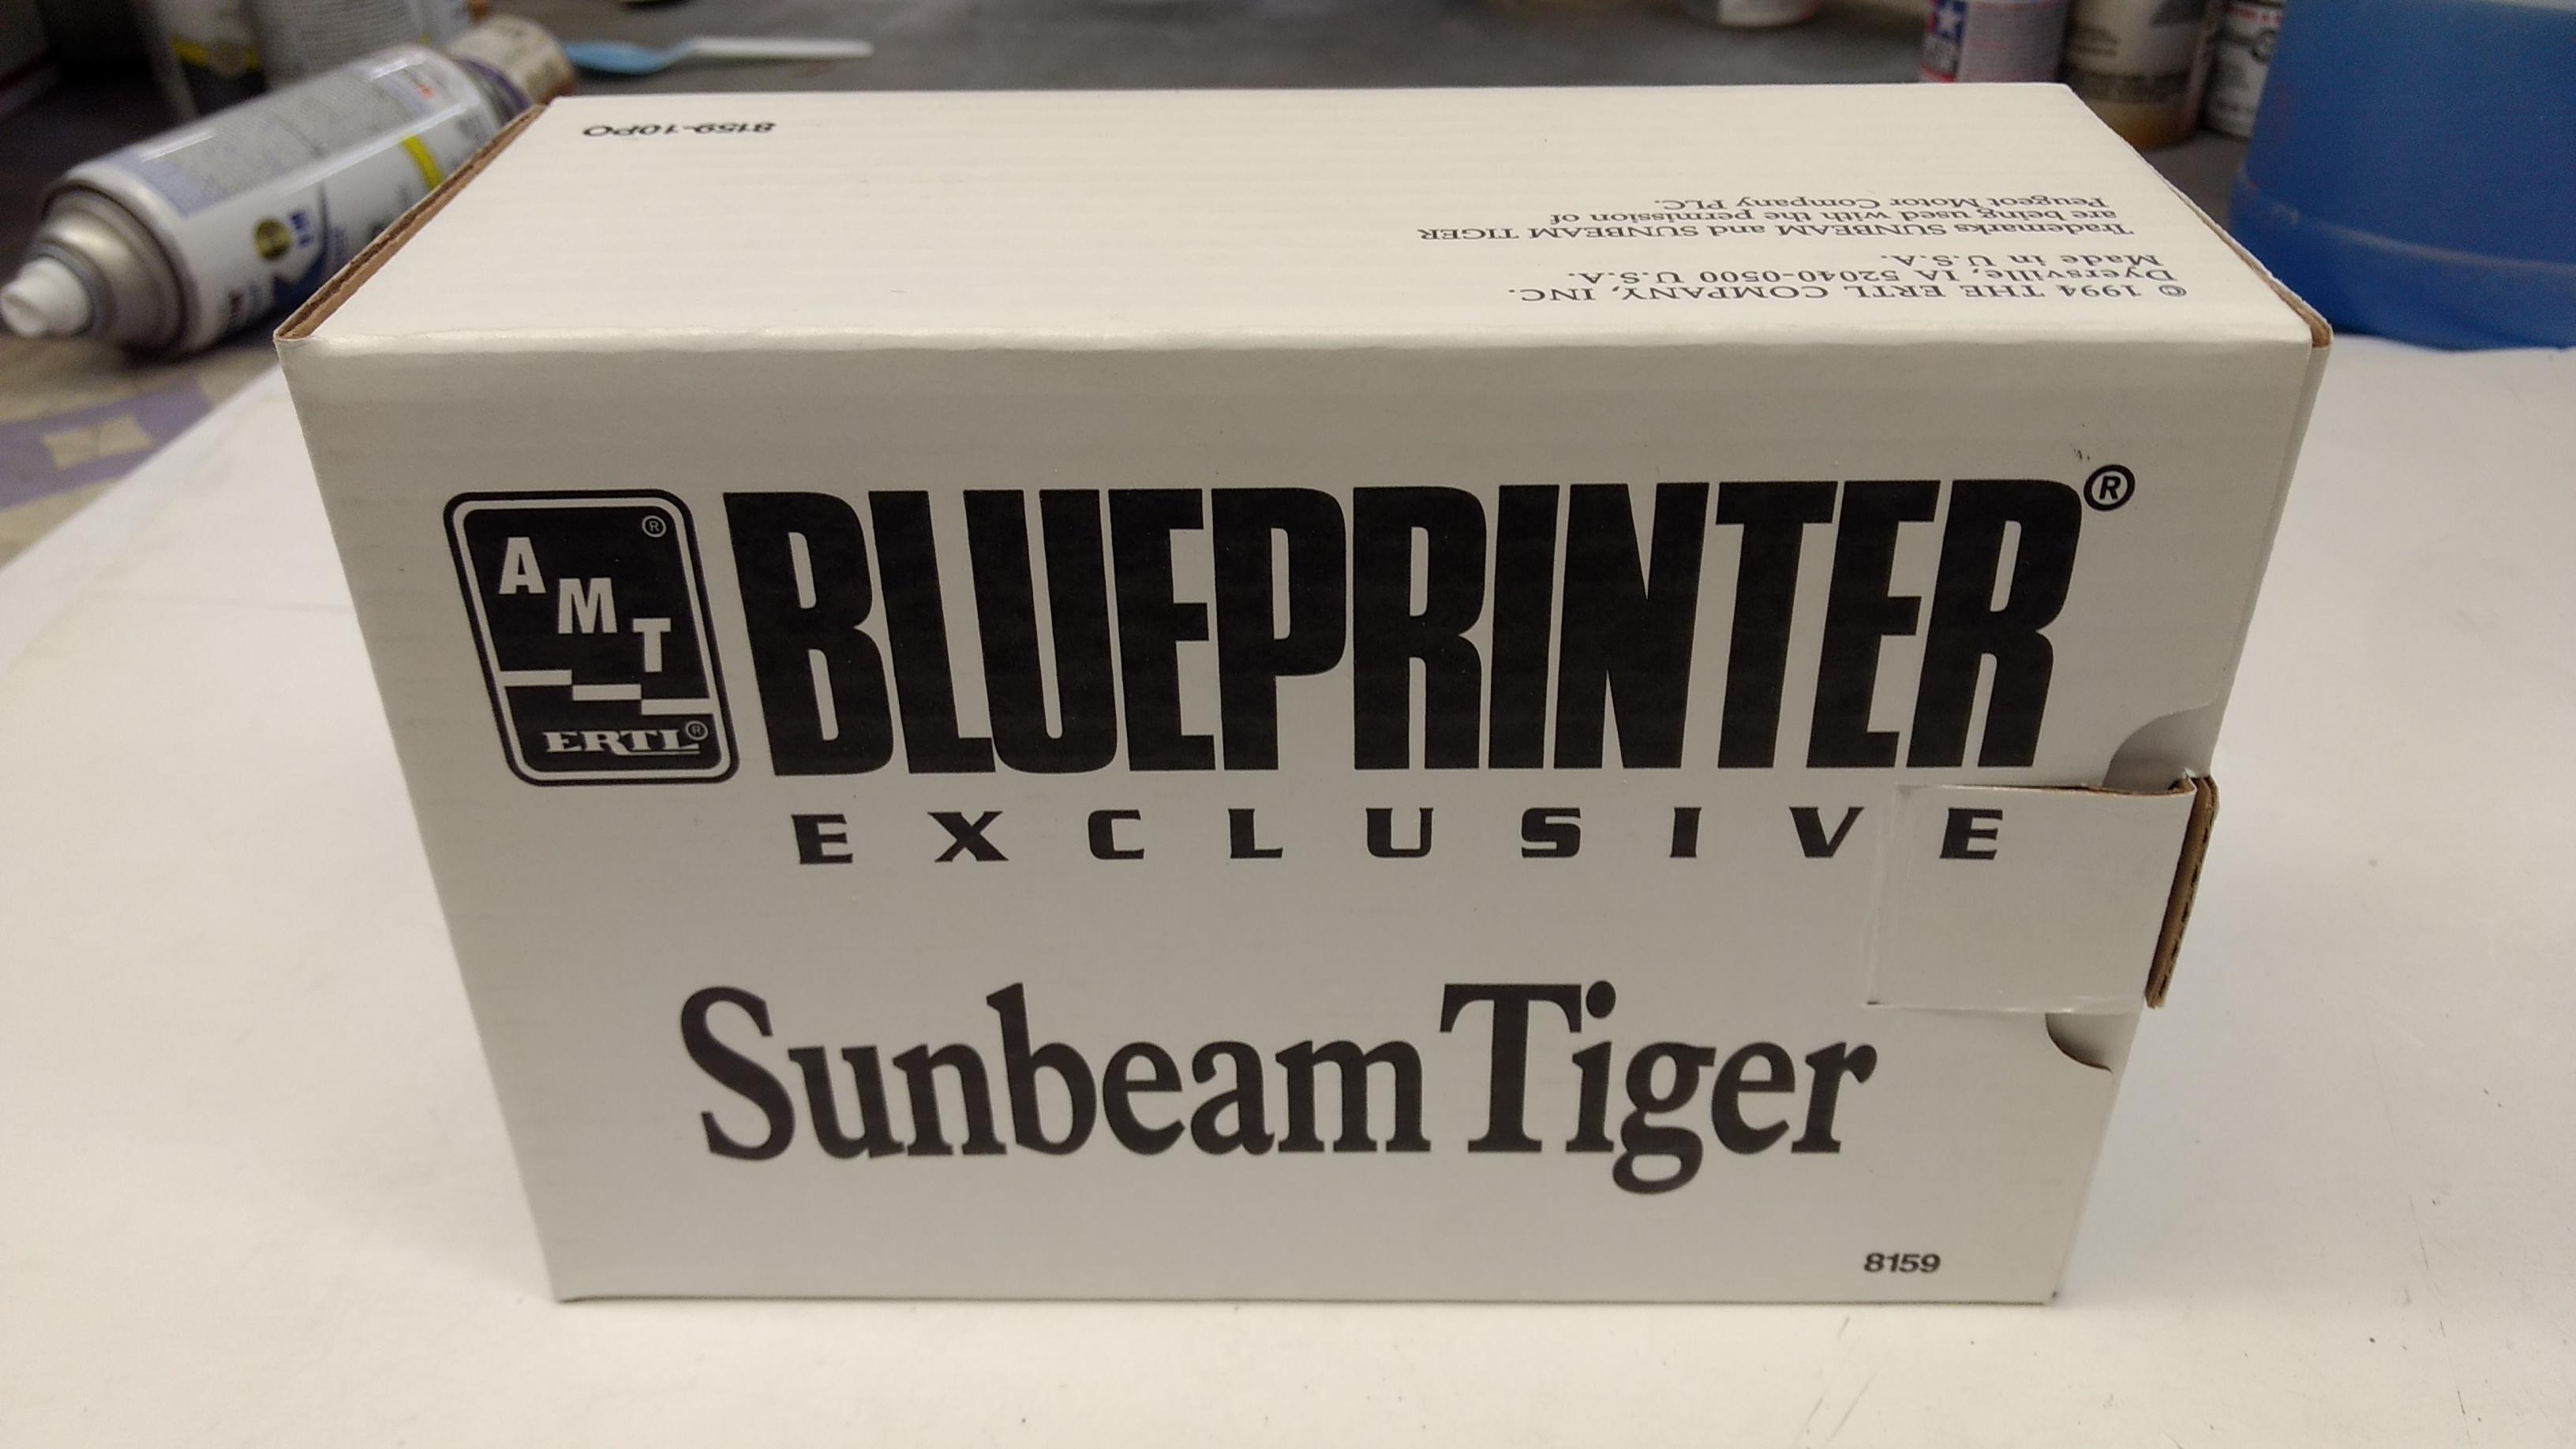 8159-10PO
© 1994 THE ERTL COMPANY, INC.
Dyersville, IA 52040-0500 U.S.A.
Made in U.S.A.
Trademarks SUNBEAM and SUNBEAM TIGER
are being used with the permission of
Peugeot Motor Company PLC.
AMT®
ERTL®
BLUEPRINTER®
EXCLUSIVE
Sunbeam Tiger
8159